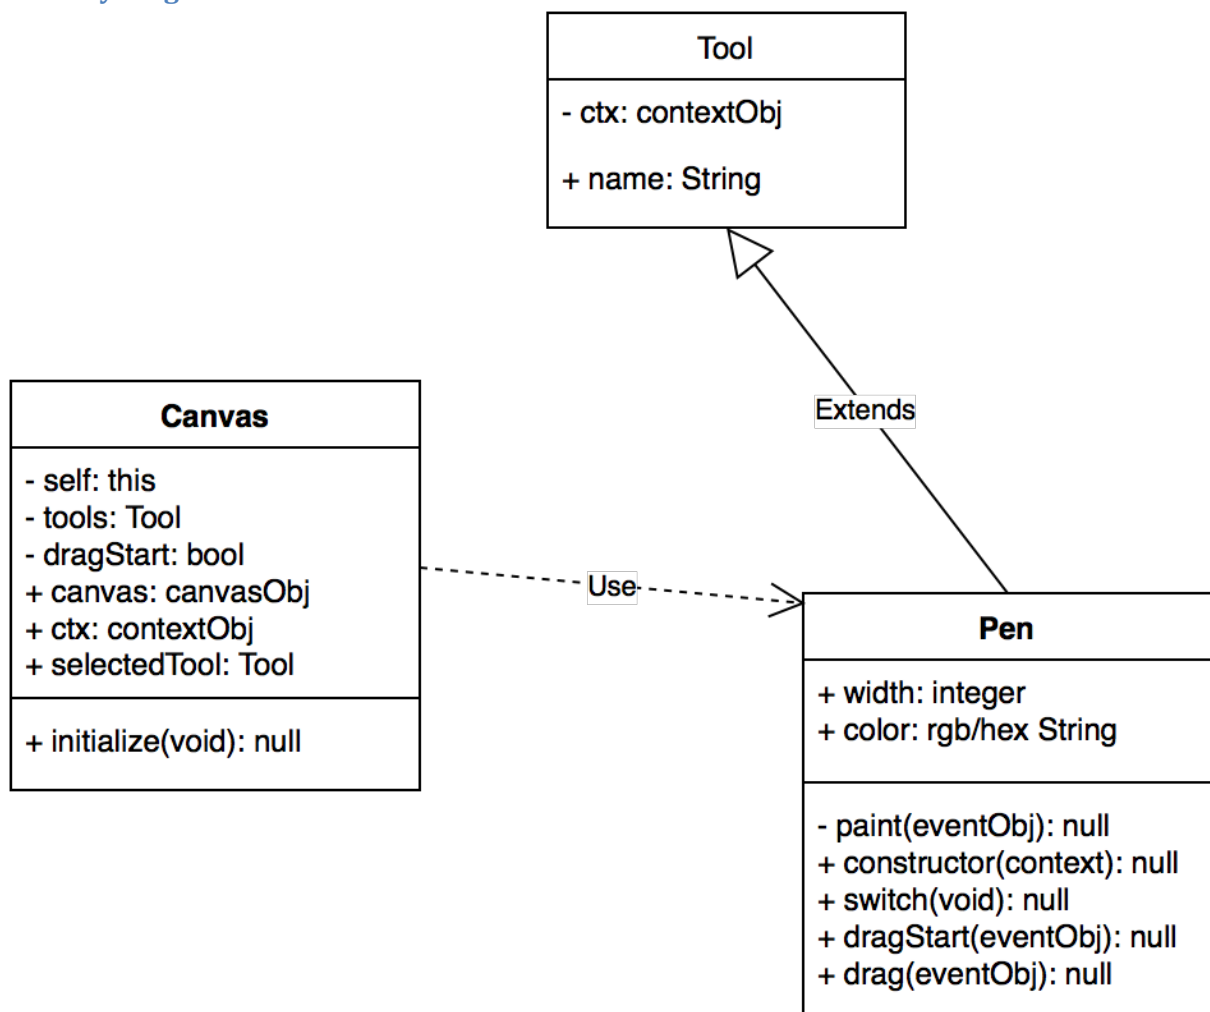 Tool
- ctx: contextObj
+ name: String
Extends
Canvas
- self: this
- tools: Tool
- dragStart: bool
+ canvas: canvasObj
+ ctx: contextObj
+ selectedTool: Tool
+ initialize(void): null
Use
Pen
+ width: integer
+ color: rgb/hex String
- paint(eventObj): null
+ constructor(context): null
+ switch(void): null
+ dragStart(eventObj): null
+ drag(eventObj): null